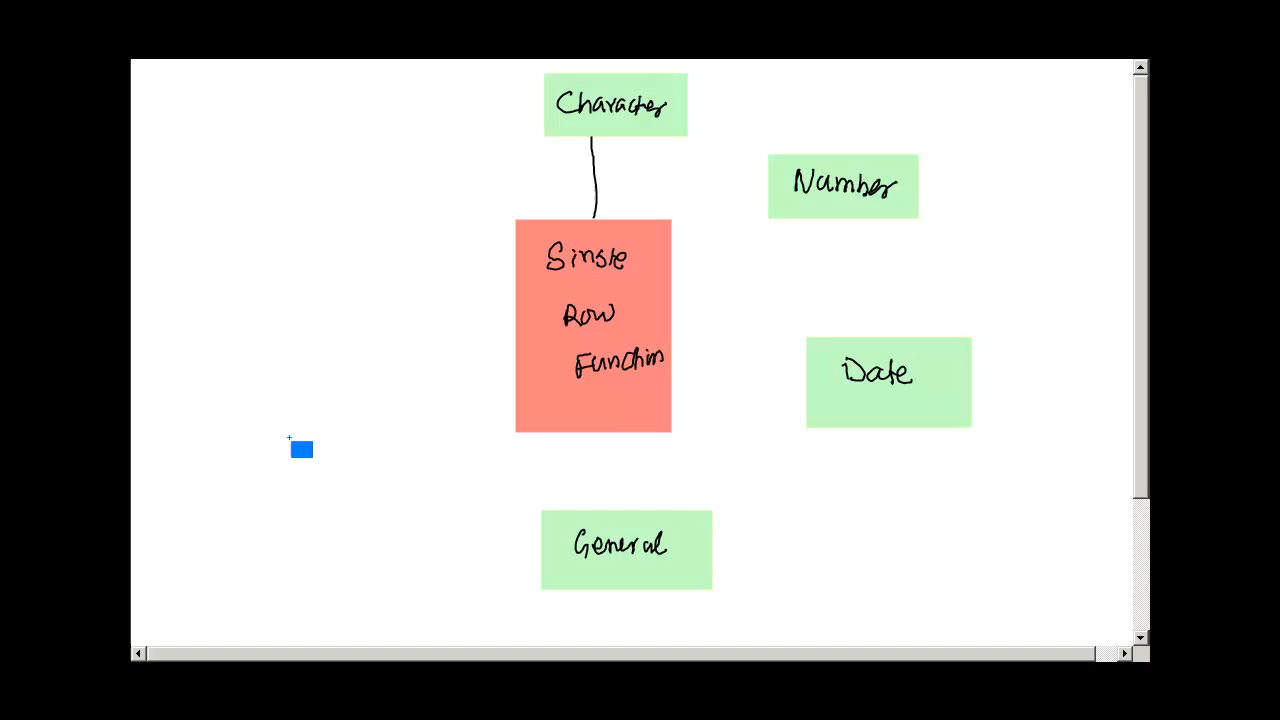 Character
Number
Single
Row
Function
Date
General